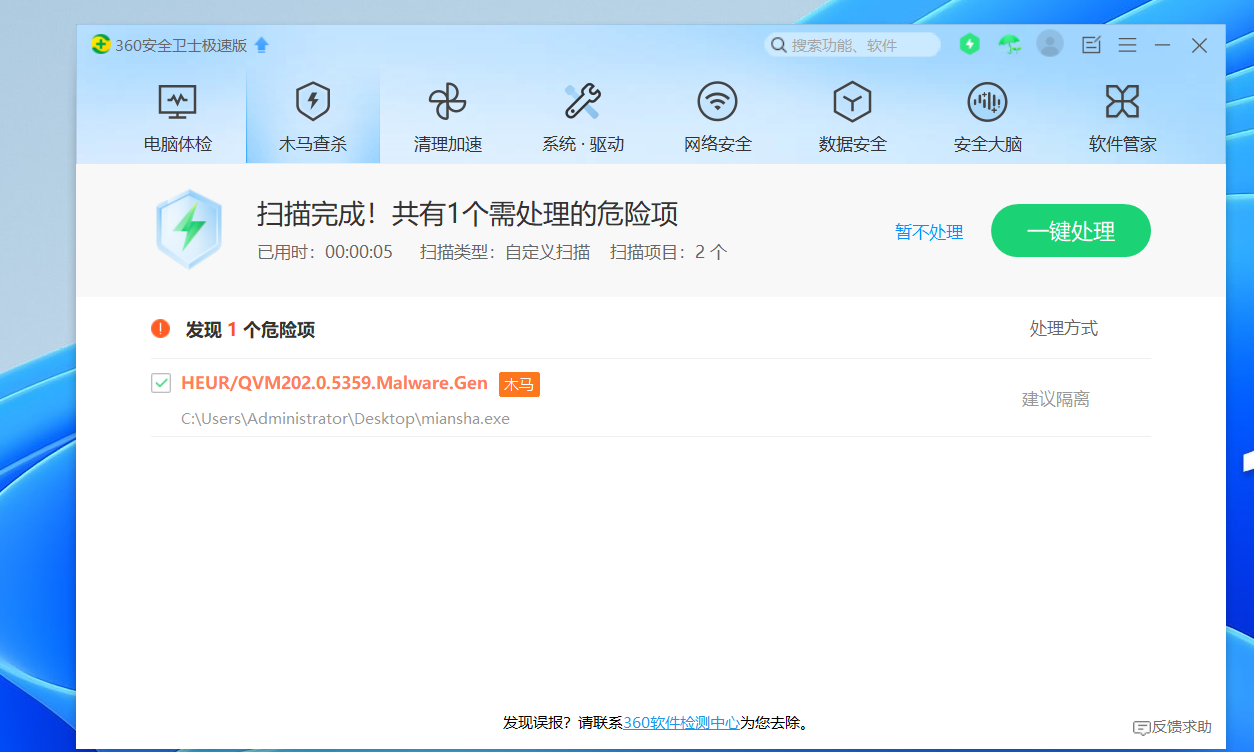 360安全卫士极速版
搜索功能、软件
电脑体检
木马查杀
清理加速
系统·驱动
网络安全
数据安全
安全大脑
软件管家
扫描完成！共有1个需处理的危险项
已用时：00:00:05 扫描类型：自定义扫描 扫描项目：2 个
暂不处理
一键处理
发现 1 个危险项
处理方式
HEUR/QVM202.0.5359.Malware.Gen 木马
C:\Users\Administrator\Desktop\miansha.exe
建议隔离
发现误报？请联系360软件检测中心为您去除。
反馈求助